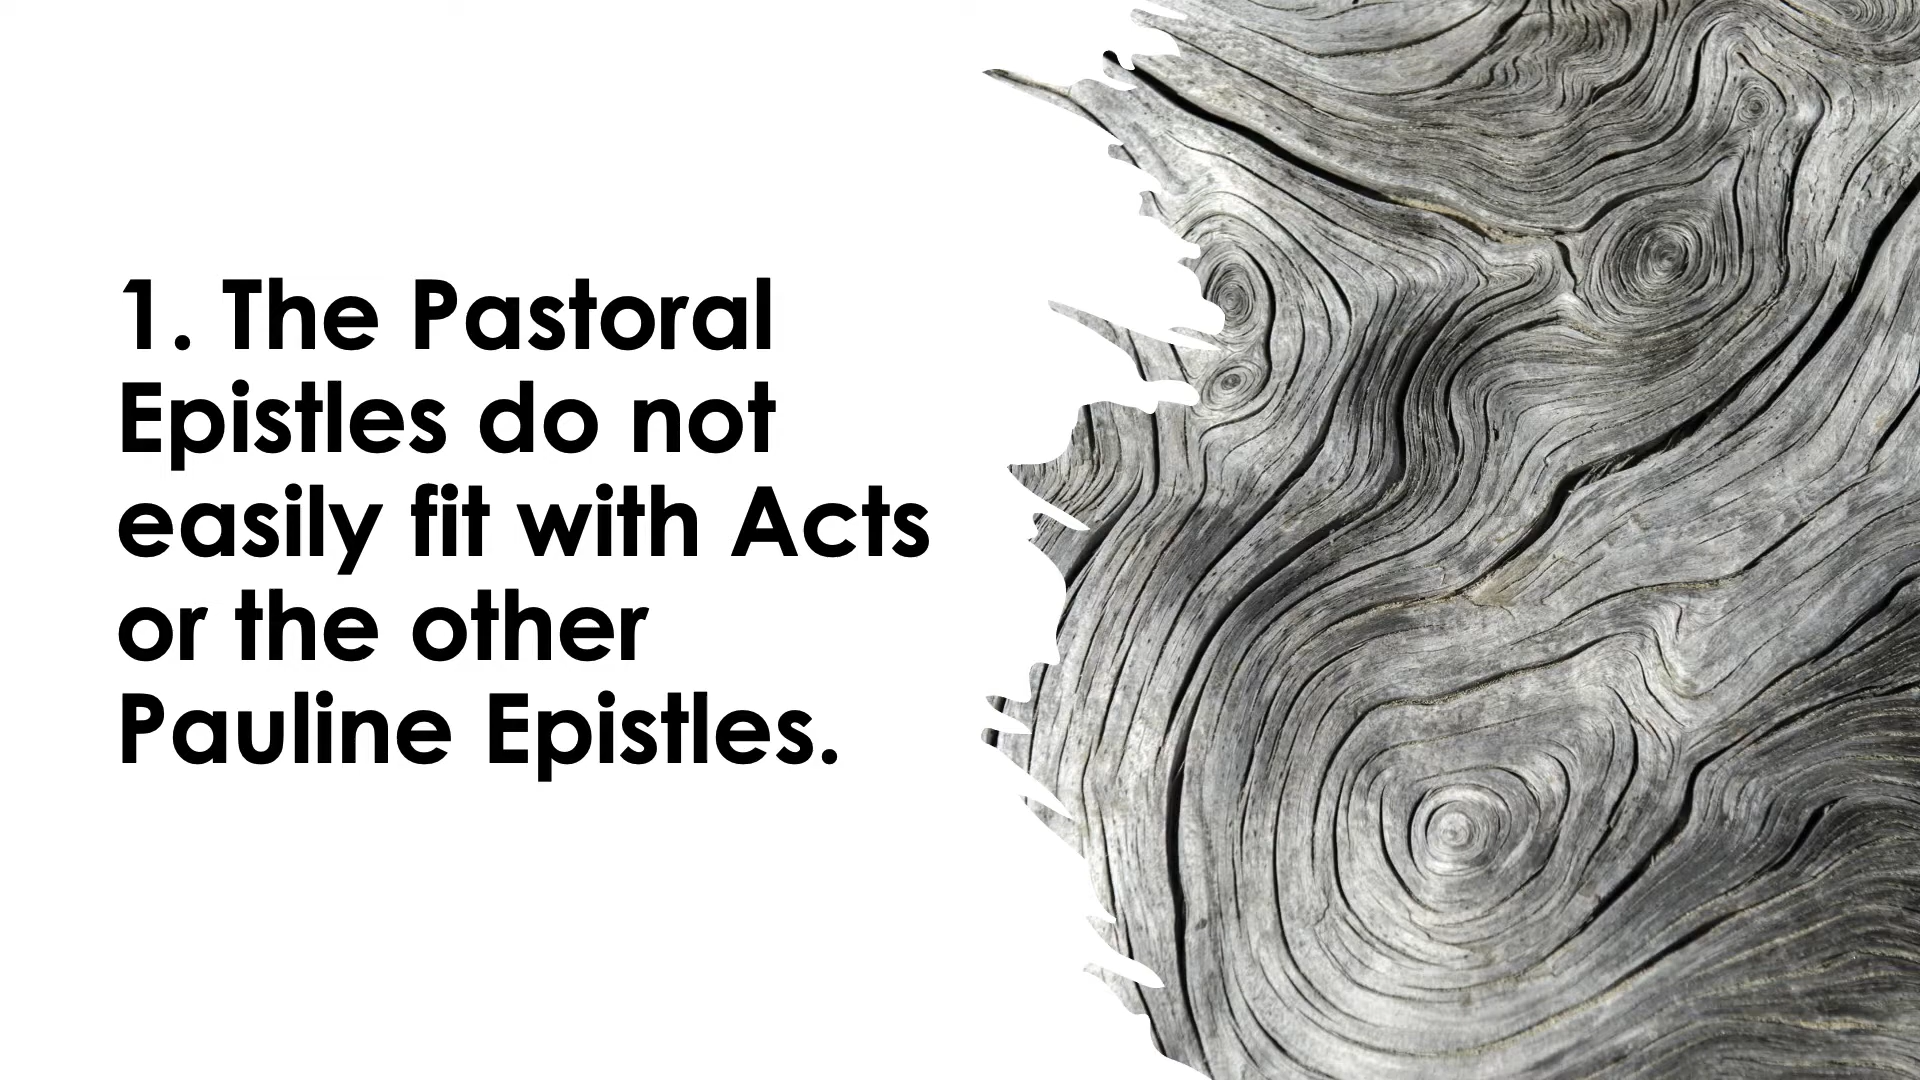 1. The Pastoral
Epistles do not
easily fit with Acts
or the other
Pauline Epistles.